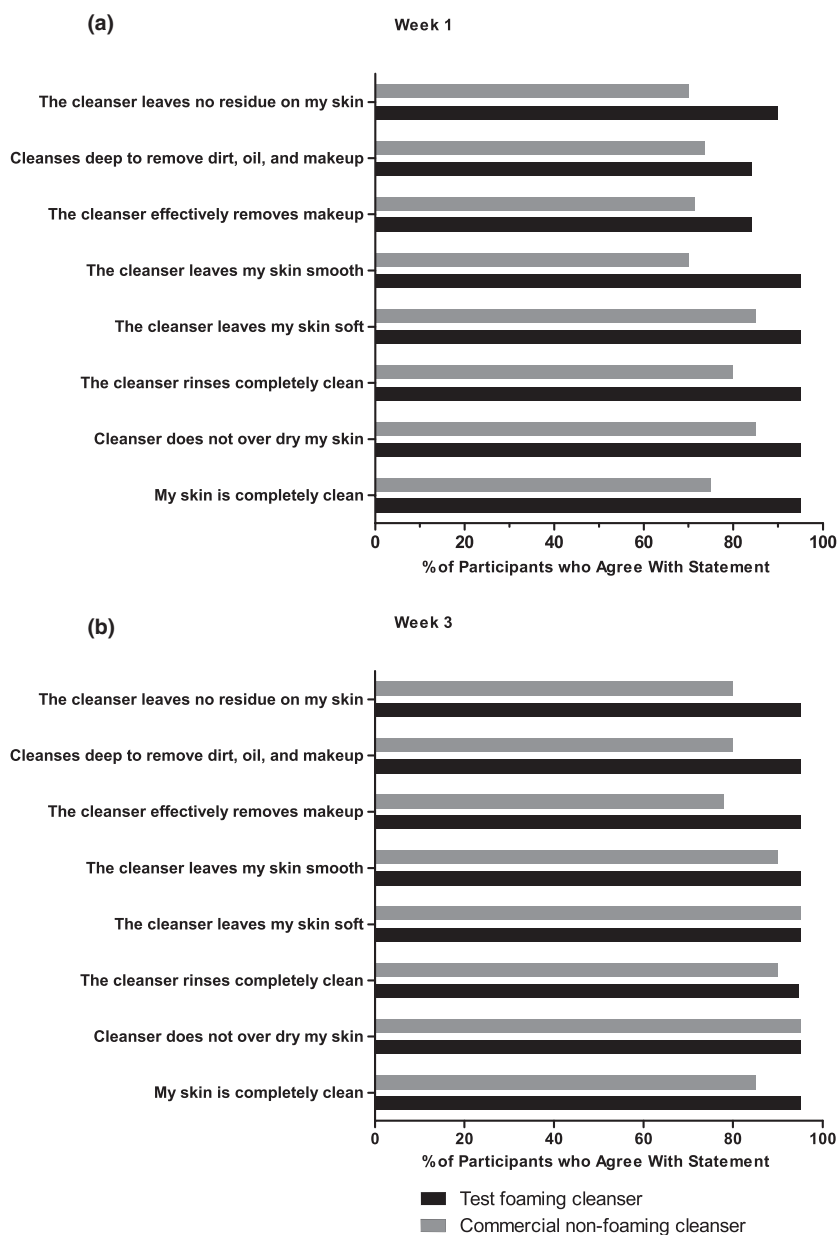 (a)
Week 1
The cleanser leaves no residue on my skin
Cleanses deep to remove dirt, oil, and makeup
The cleanser effectively removes makeup
The cleanser leaves my skin smooth
The cleanser leaves my skin soft
The cleanser rinses completely clean
Cleanser does not over dry my skin
My skin is completely clean
0 20 40 60 80 100
% of Participants who Agree With Statement
(b)
Week 3
The cleanser leaves no residue on my skin
Cleanses deep to remove dirt, oil, and makeup
The cleanser effectively removes makeup
The cleanser leaves my skin smooth
The cleanser leaves my skin soft
The cleanser rinses completely clean
Cleanser does not over dry my skin
My skin is completely clean
0 20 40 60 80 100
% of Participants who Agree With Statement
Test foaming cleanser
Commercial non-foaming cleanser